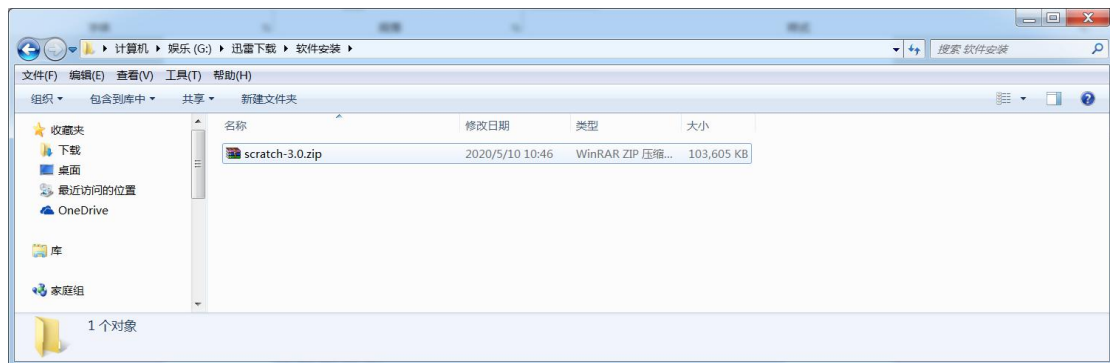 计算机 ▸ 娱乐 (G:) ▸ 迅雷下载 ▸ 软件安装 ▸ 搜索 软件安装
文件(F) 编辑(E) 查看(V) 工具(T) 帮助(H)
组织 包含到库中 共享 新建文件夹
收藏夹
下载
桌面
最近访问的位置
OneDrive
库
家庭组
名称 修改日期 类型 大小
scratch-3.0.zip 2020/5/10 10:46 WinRAR ZIP 压缩... 103,605 KB
1 个对象